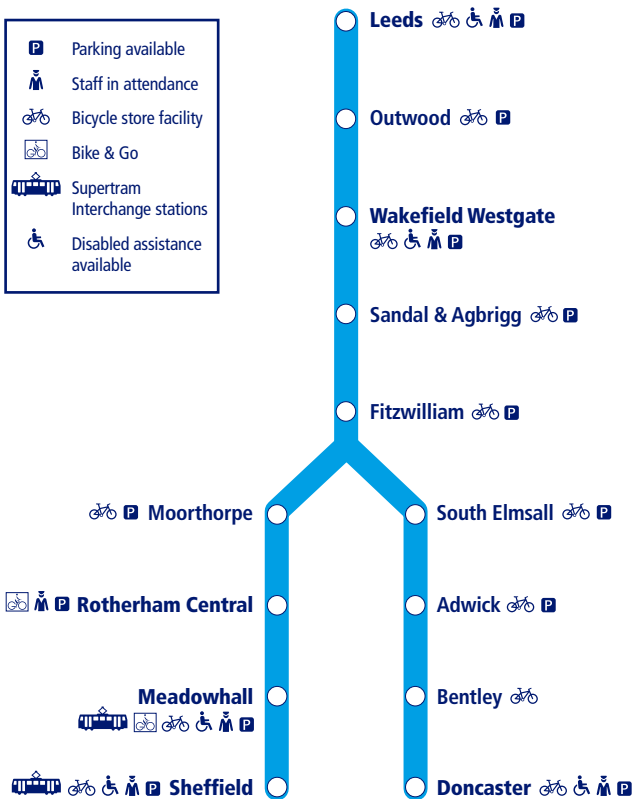 P Parking available
Staff in attendance
Bicycle store facility
Bike & Go
Supertram
Interchange stations
Disabled assistance
available
Leeds P
Outwood P
Wakefield Westgate
P
Sandal & Agbrigg P
Fitzwilliam P
P Moorthorpe
South Elmsall P
P Rotherham Central
Adwick P
Meadowhall
P
Bentley
P Sheffield
Doncaster P